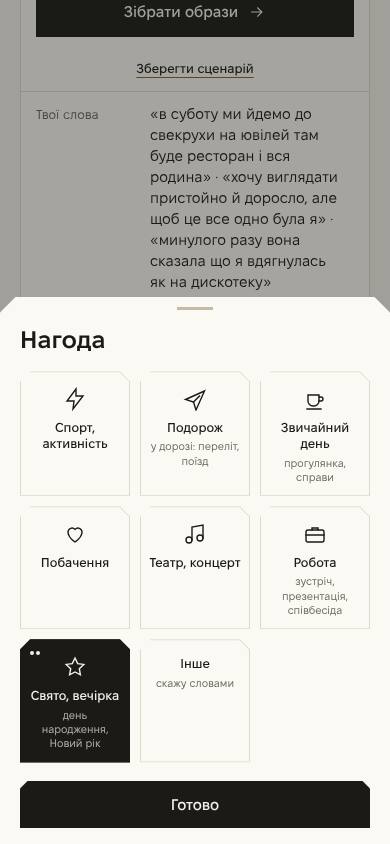 Зібрати образи →
Зберегти сценарій
Твої слова
«в суботу ми йдемо до
свекрухи на ювілей там
буде ресторан і вся
родина» · «хочу виглядати
пристойно й доросло, але
щоб це все одно була я» ·
«минулого разу вона
сказала що я вдягнулась
як на дискотеку»
Нагода
Спорт,
активність
Подорож
у дорозі: переліт,
поїзд
Звичайний
день
прогулянка,
справи
Побачення
Театр, концерт
Робота
зустріч,
презентація,
співбесіда
Свято, вечірка
день
народження,
Новий рік
Інше
скажу словами
Готово